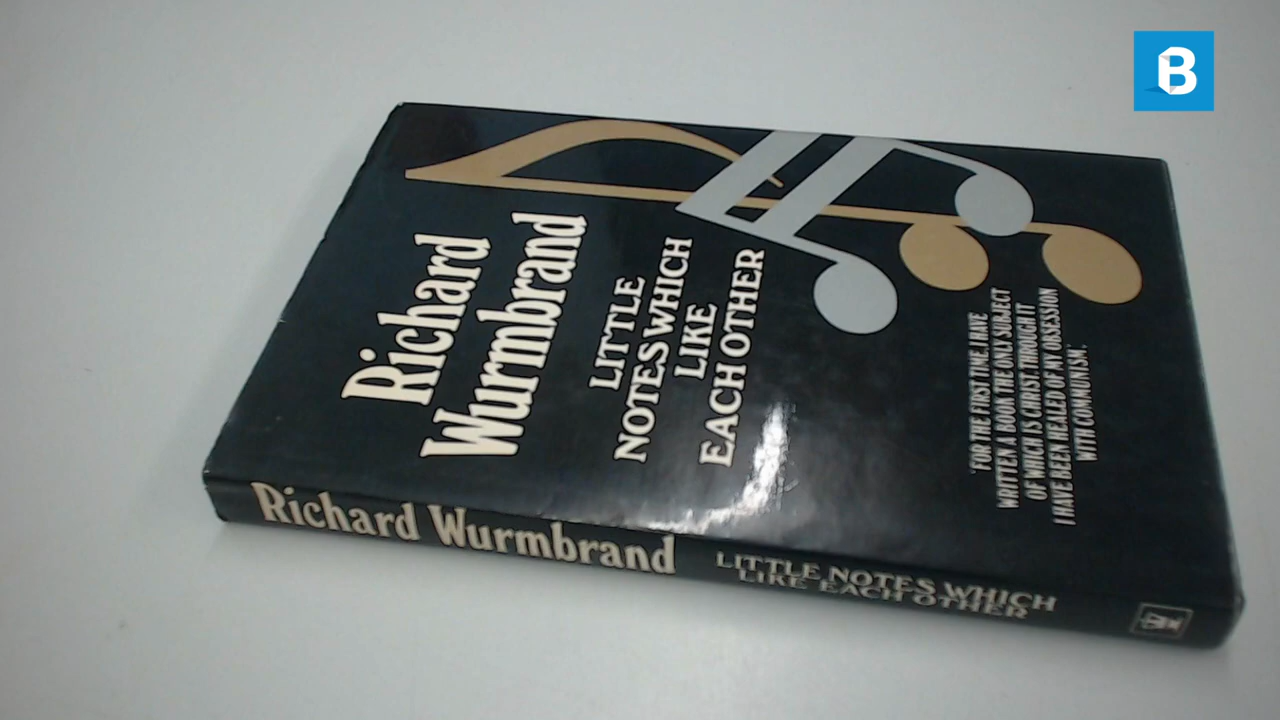 Richard
Wurmbrand
LITTLE
NOTES WHICH
LIKE
EACH OTHER
'FOR THE FIRST TIME, I HAVE
WRITTEN A BOOK THE ONLY SUBJECT
OF WHICH IS CHRIST. THROUGH IT
I HAVE BEEN HEALED OF MY OBSESSION
WITH COMMUNISM.'
Richard Wurmbrand
LITTLE NOTES WHICH
LIKE EACH OTHER
B